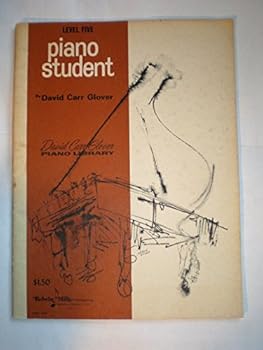 LEVEL FIVE
piano
student
By David Carr Glover
David Carr Glover
PIANO LIBRARY
$1.50
Belwin Mills